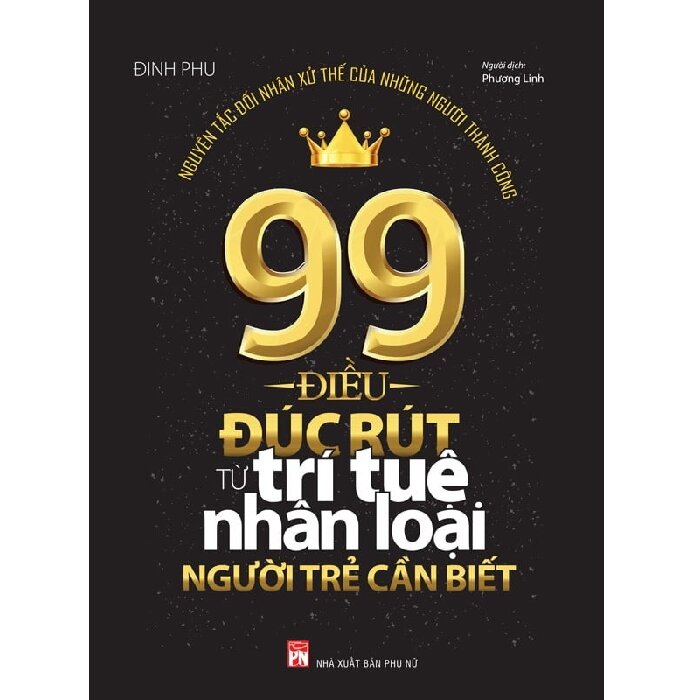 ĐINH PHU
Người dịch:
Phương Linh
NGUYÊN TẮC ĐỐI NHÂN XỬ THẾ CỦA NHỮNG NGƯỜI THÀNH CÔNG
99
ĐIỀU
ĐÚC RÚT
TỪ trí tuệ
nhân loại
NGƯỜI TRẺ CẦN BIẾT
PN
NHÀ XUẤT BẢN PHỤ NỮ